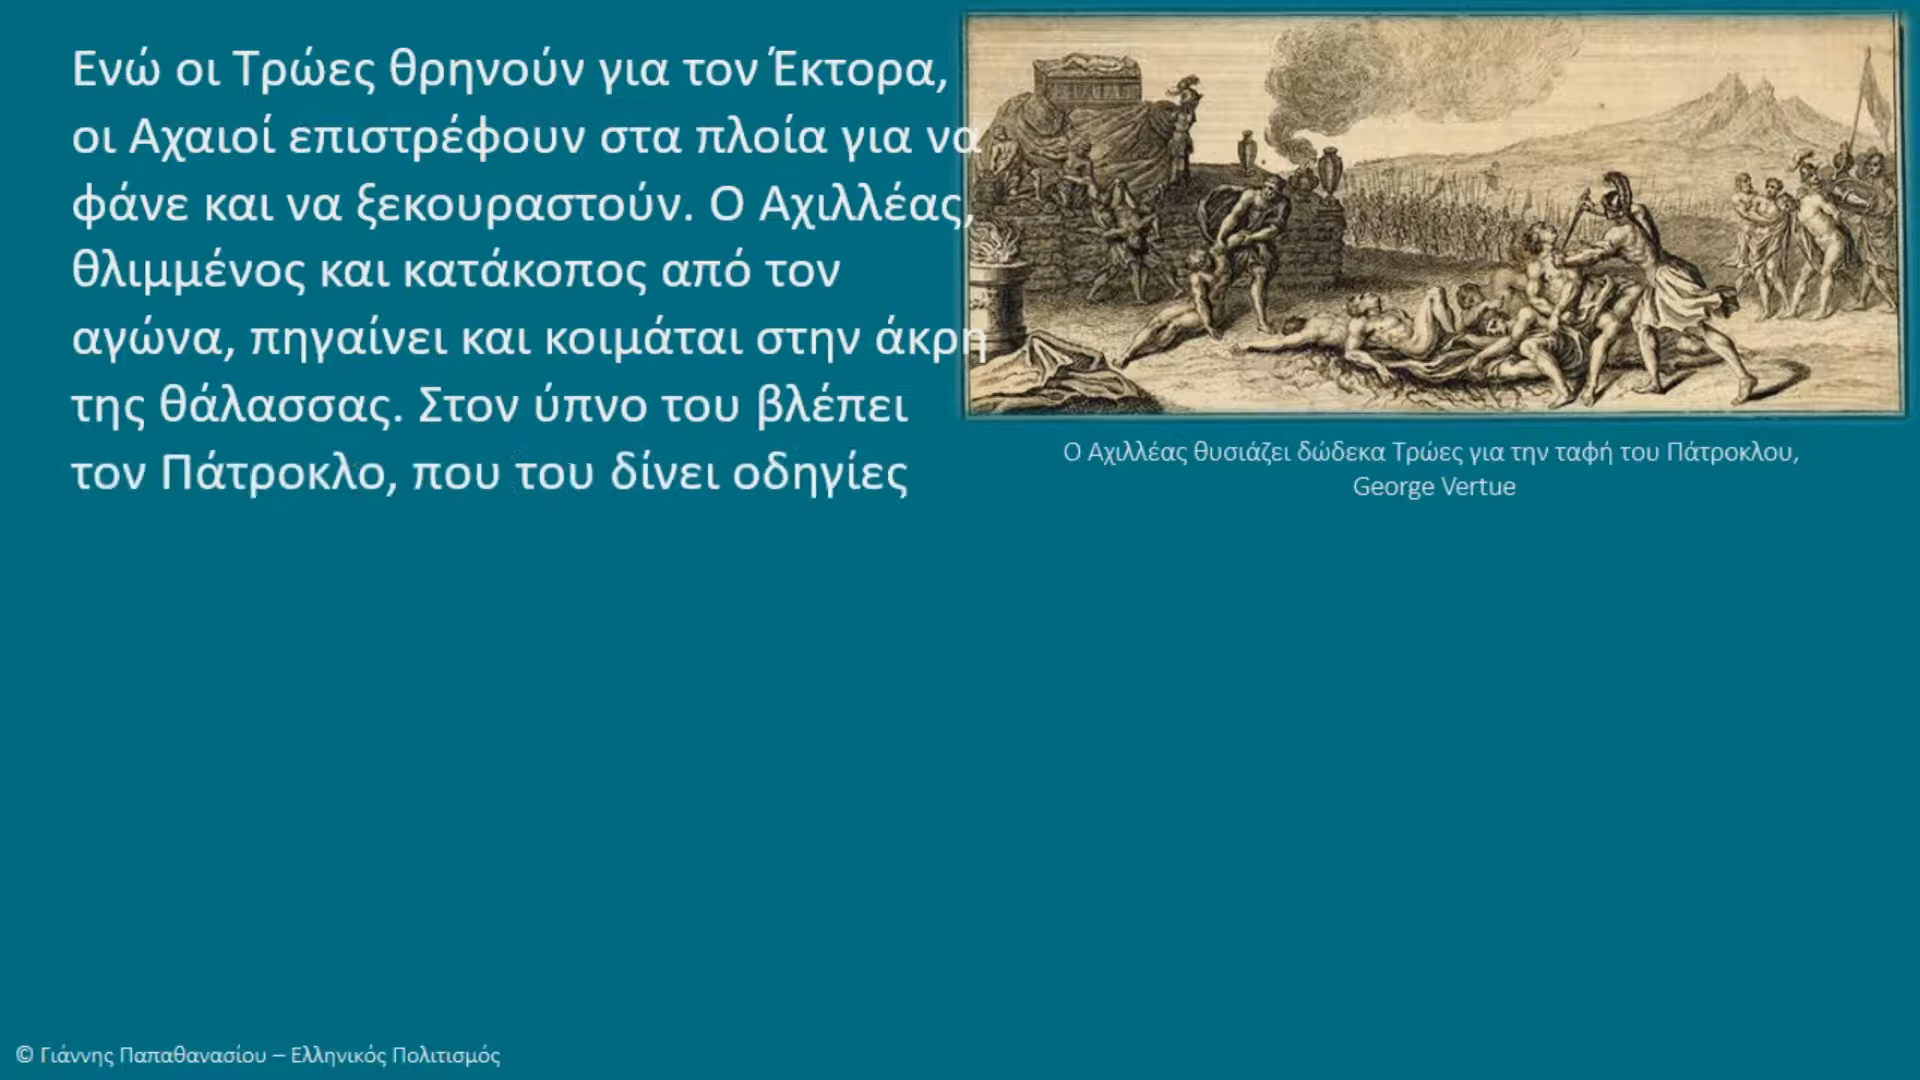 Ενώ οι Τρώες θρηνούν για τον Έκτορα,
οι Αχαιοί επιστρέφουν στα πλοία για να
φάνε και να ξεκουραστούν. Ο Αχιλλέας,
θλιμμένος και κατάκοπος από τον
αγώνα, πηγαίνει και κοιμάται στην άκρη
της θάλασσας. Στον ύπνο του βλέπει
τον Πάτροκλο, που του δίνει οδηγίες
Ο Αχιλλέας θυσιάζει δώδεκα Τρώες για την ταφή του Πάτροκλου,
George Vertue
© Γιάννης Παπαθανασίου – Ελληνικός Πολιτισμός